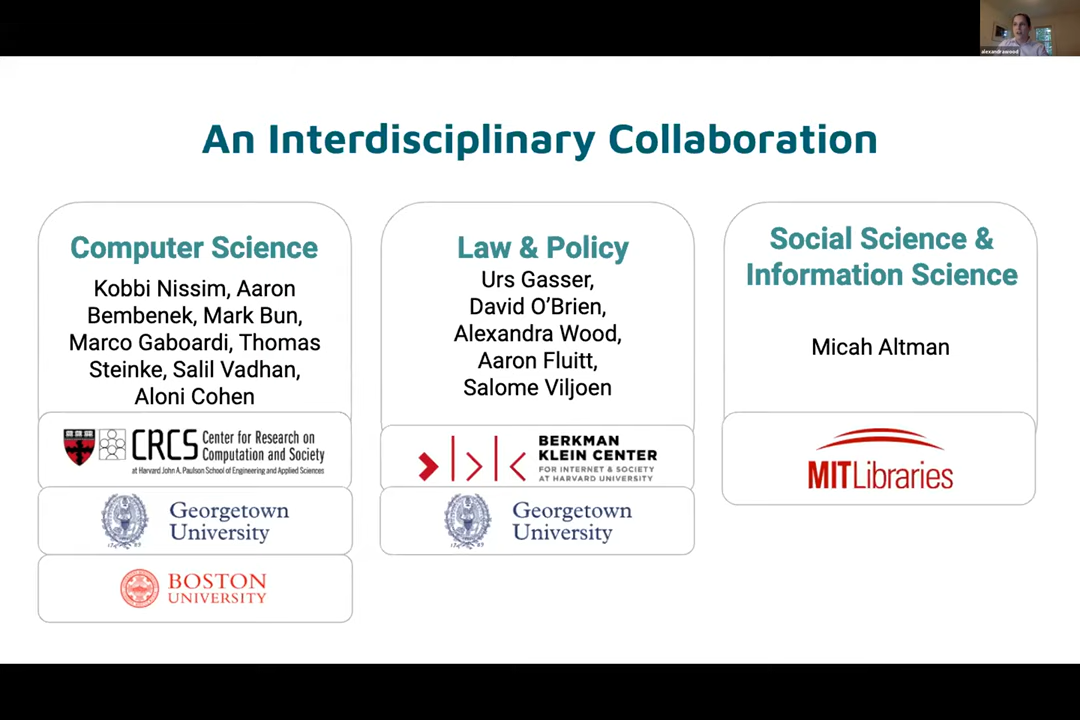 alexandrawood
An Interdisciplinary Collaboration
Computer Science
Kobbi Nissim, Aaron
Bembenek, Mark Bun,
Marco Gaboardi, Thomas
Steinke, Salil Vadhan,
Aloni Cohen
CRCS Center for Research on
Computation and Society
at Harvard John A. Paulson School of Engineering and Applied Sciences
Georgetown
University
BOSTON
UNIVERSITY
Law & Policy
Urs Gasser,
David O’Brien,
Alexandra Wood,
Aaron Fluitt,
Salome Viljoen
BERKMAN
KLEIN CENTER
FOR INTERNET & SOCIETY
AT HARVARD UNIVERSITY
Georgetown
University
Social Science &
Information Science
Micah Altman
MITLibraries